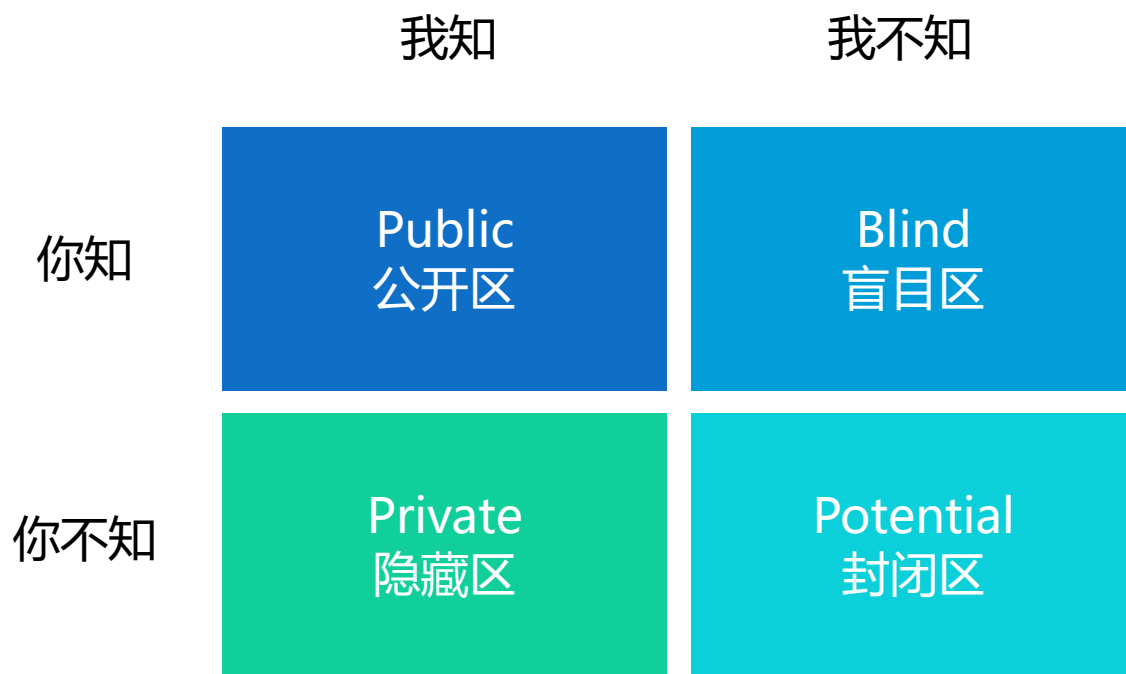 我知
我不知
你知
Public
公开区
Blind
盲目区
你不知
Private
隐藏区
Potential
封闭区